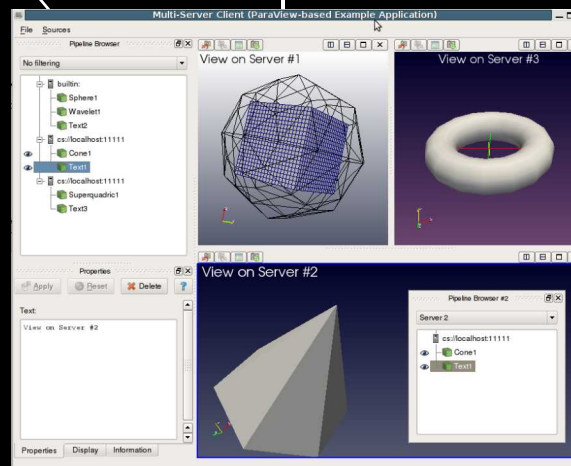 Multi-Server Client (ParaView-based Example Application)
File Sources
Pipeline Browser
No filtering
builtin:
Sphere1
Wavelet1
Text2
cs://localhost:11111
Cone1
Text1
cs://localhost:11111
Superquadric1
Text3
View on Server #1
View on Server #3
Properties
Apply Reset Delete ?
Text:
View on Server #2
Properties Display Information
View on Server #2
Pipeline Browser #2
Server 2
cs://localhost:11111
Cone1
Text1